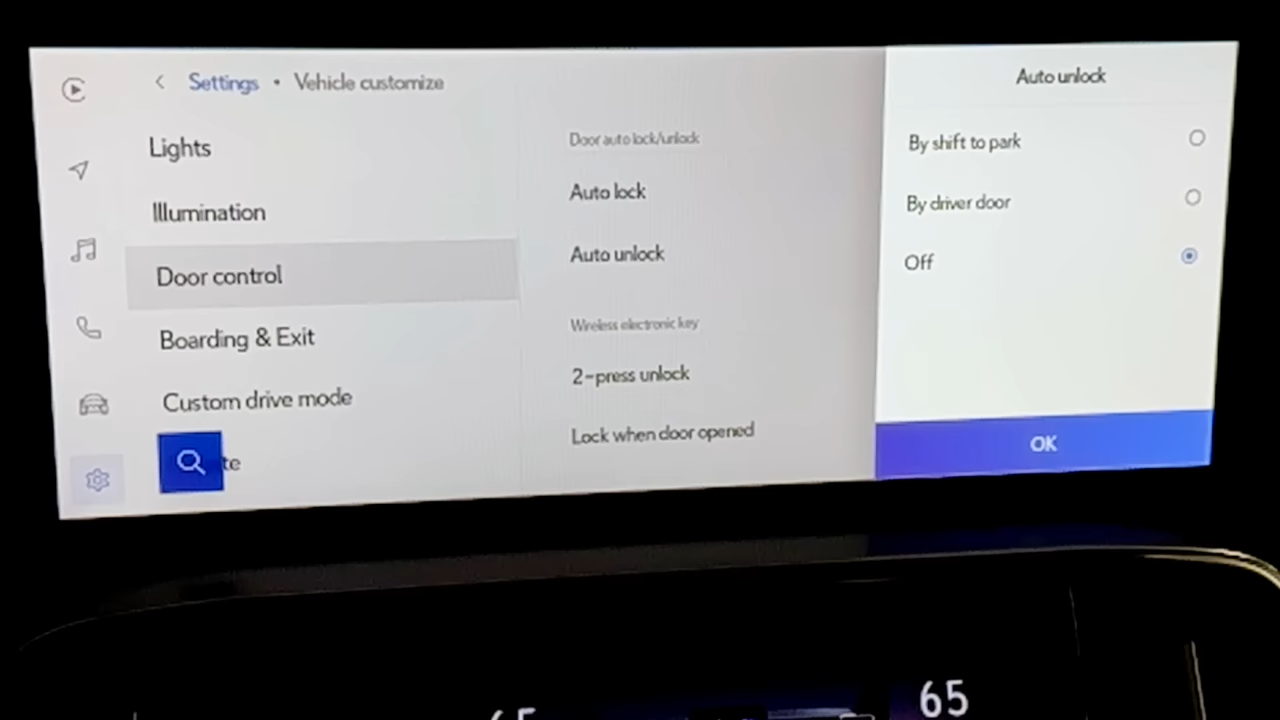 Settings • Vehicle customize
Lights
Illumination
Door control
Boarding & Exit
Custom drive mode
te
Door auto lock/unlock
Auto lock
Auto unlock
Wireless electronic key
2-press unlock
Lock when door opened
Auto unlock
By shift to park
By driver door
Off
OK
65
65